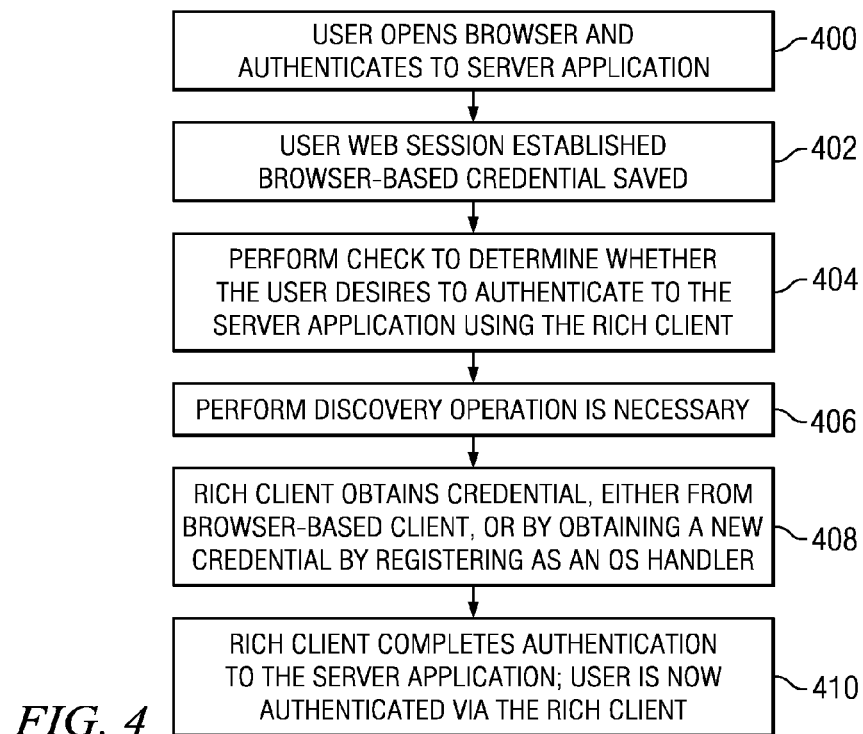 USER OPENS BROWSER AND
AUTHENTICATES TO SERVER APPLICATION
400
USER WEB SESSION ESTABLISHED
BROWSER-BASED CREDENTIAL SAVED
402
PERFORM CHECK TO DETERMINE WHETHER
THE USER DESIRES TO AUTHENTICATE TO THE
SERVER APPLICATION USING THE RICH CLIENT
404
PERFORM DISCOVERY OPERATION IS NECESSARY
406
RICH CLIENT OBTAINS CREDENTIAL, EITHER FROM
BROWSER-BASED CLIENT, OR BY OBTAINING A NEW
CREDENTIAL BY REGISTERING AS AN OS HANDLER
408
RICH CLIENT COMPLETES AUTHENTICATION
TO THE SERVER APPLICATION; USER IS NOW
AUTHENTICATED VIA THE RICH CLIENT
410
FIG. 4